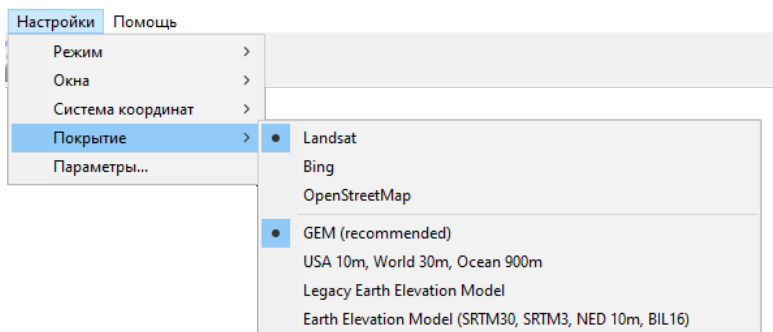 Настройки Помощь
Режим
Окна
Система координат
Покрытие
Параметры...
Landsat
Bing
OpenStreetMap
GEM (recommended)
USA 10m, World 30m, Ocean 900m
Legacy Earth Elevation Model
Earth Elevation Model (SRTM30, SRTM3, NED 10m, BIL16)